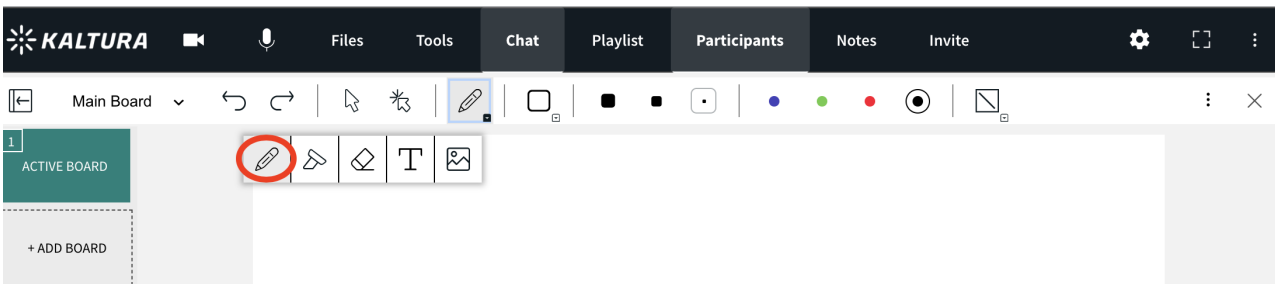 KALTURA Files Tools Chat Playlist Participants Notes Invite
Main Board
1
ACTIVE BOARD
T
+ ADD BOARD